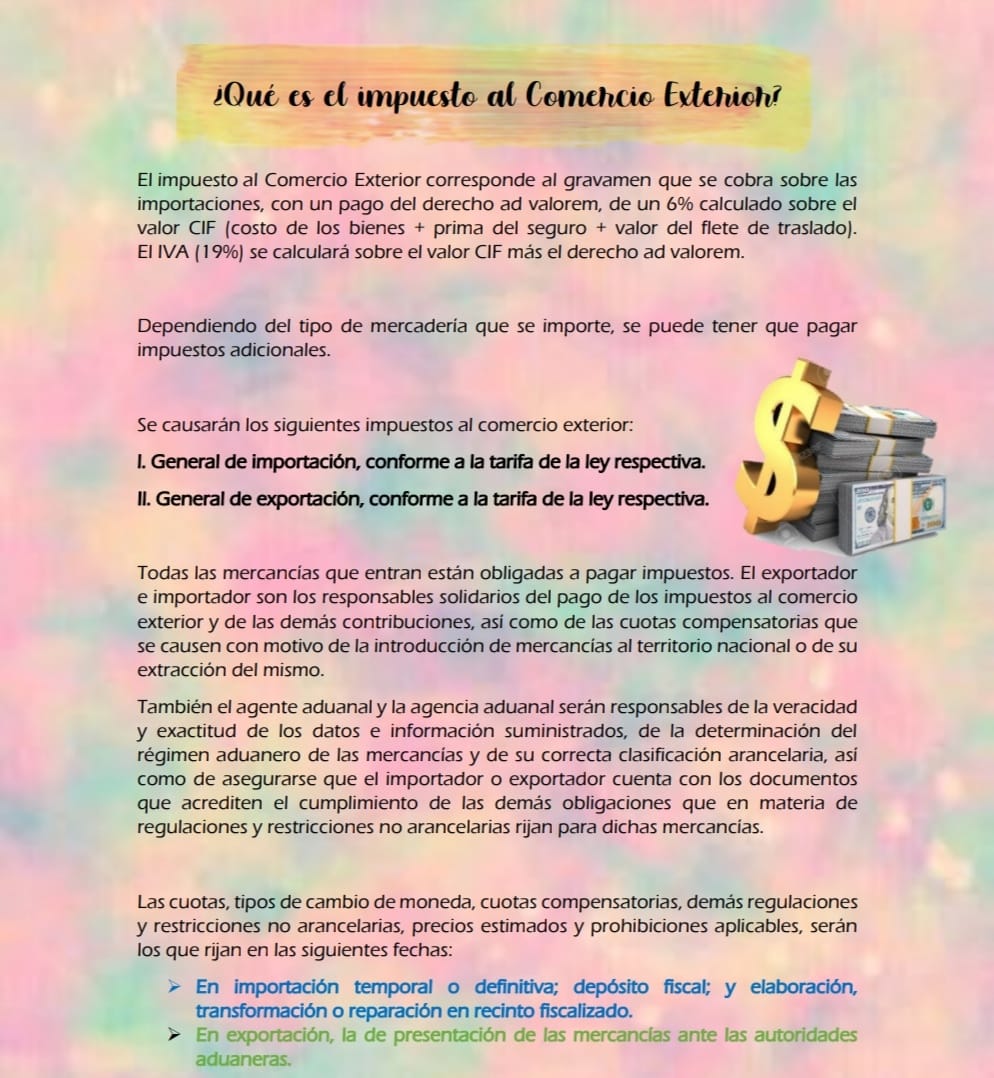 ¿Qué es el impuesto al Comercio Exterior?
El impuesto al Comercio Exterior corresponde al gravamen que se cobra sobre las
importaciones, con un pago del derecho ad valorem, de un 6% calculado sobre el
valor CIF (costo de los bienes + prima del seguro + valor del flete de traslado).
El IVA (19%) se calculará sobre el valor CIF más el derecho ad valorem.
Dependiendo del tipo de mercadería que se importe, se puede tener que pagar
impuestos adicionales.
Se causarán los siguientes impuestos al comercio exterior:
I. General de importación, conforme a la tarifa de la ley respectiva.
II. General de exportación, conforme a la tarifa de la ley respectiva.
Todas las mercancías que entran están obligadas a pagar impuestos. El exportador
e importador son los responsables solidarios del pago de los impuestos al comercio
exterior y de las demás contribuciones, así como de las cuotas compensatorias que
se causen con motivo de la introducción de mercancías al territorio nacional o de su
extracción del mismo.
También el agente aduanal y la agencia aduanal serán responsables de la veracidad
y exactitud de los datos e información suministrados, de la determinación del
régimen aduanero de las mercancías y de su correcta clasificación arancelaria, así
como de asegurarse que el importador o exportador cuenta con los documentos
que acrediten el cumplimiento de las demás obligaciones que en materia de
regulaciones y restricciones no arancelarias rijan para dichas mercancías.
Las cuotas, tipos de cambio de moneda, cuotas compensatorias, demás regulaciones
y restricciones no arancelarias, precios estimados y prohibiciones aplicables, serán
los que rijan en las siguientes fechas:
➢ En importación temporal o definitiva; depósito fiscal; y elaboración,
transformación o reparación en recinto fiscalizado.
➢ En exportación, la de presentación de las mercancías ante las autoridades
aduaneras.